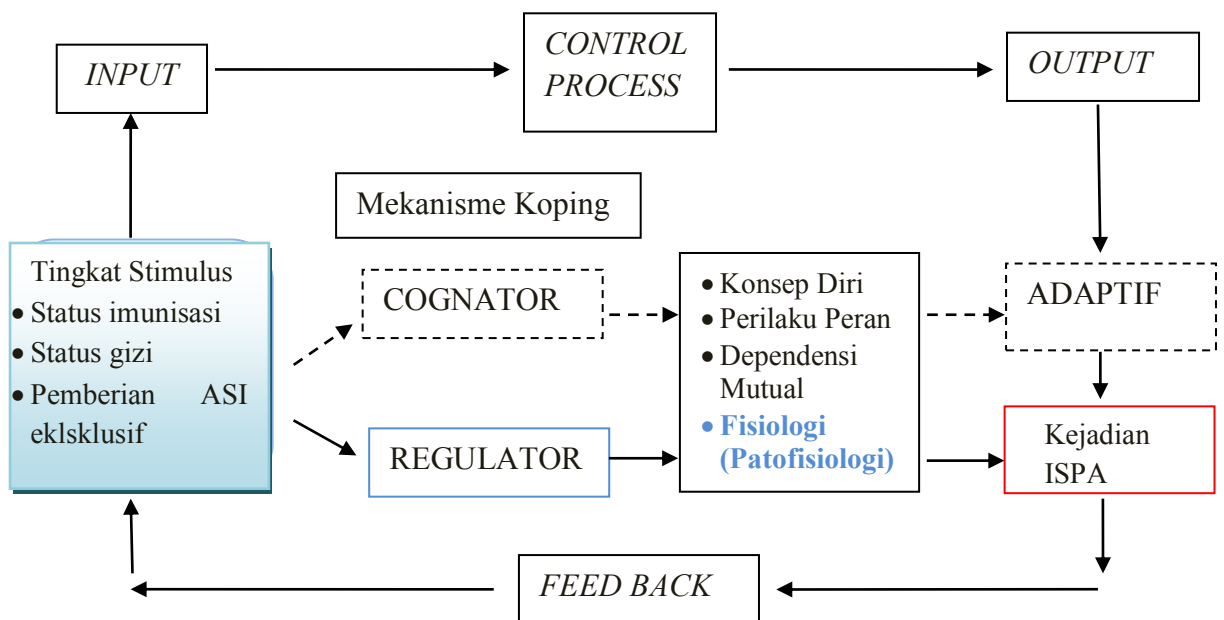 INPUT
CONTROL
PROCESS
OUTPUT
Mekanisme Koping
Tingkat Stimulus
• Status imunisasi
• Status gizi
• Pemberian ASI
eklsklusif
COGNATOR
REGULATOR
• Konsep Diri
• Perilaku Peran
• Dependensi
Mutual
• Fisiologi
(Patofisiologi)
ADAPTIF
Kejadian
ISPA
FEED BACK